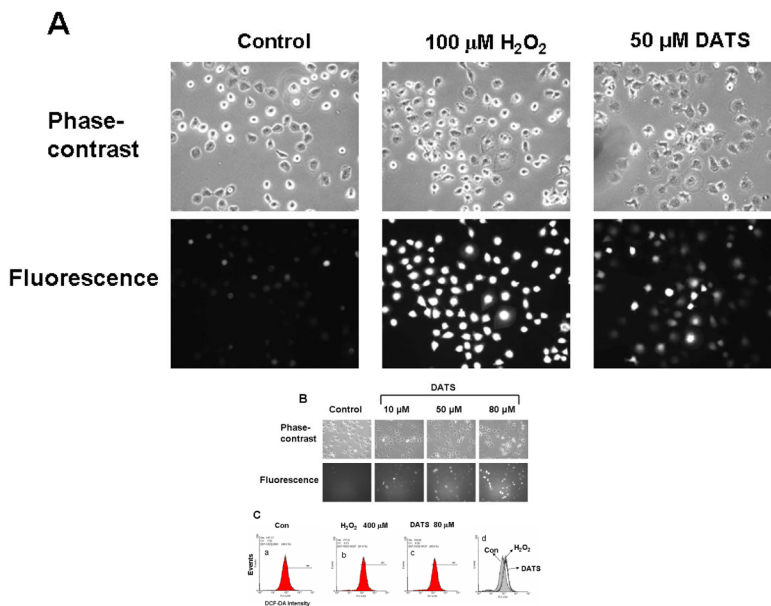 A
Control 100 µM H₂O₂ 50 µM DATS
Phase-contrast
Fluorescence
B
DATS
Control 10 µM 50 µM 80 µM
Phase-contrast
Fluorescence
C
Con H₂O₂ 400 µM DATS 80 µM
Events
a
b
c
d
Con
H₂O₂
DATS
DCF-DA Intensity